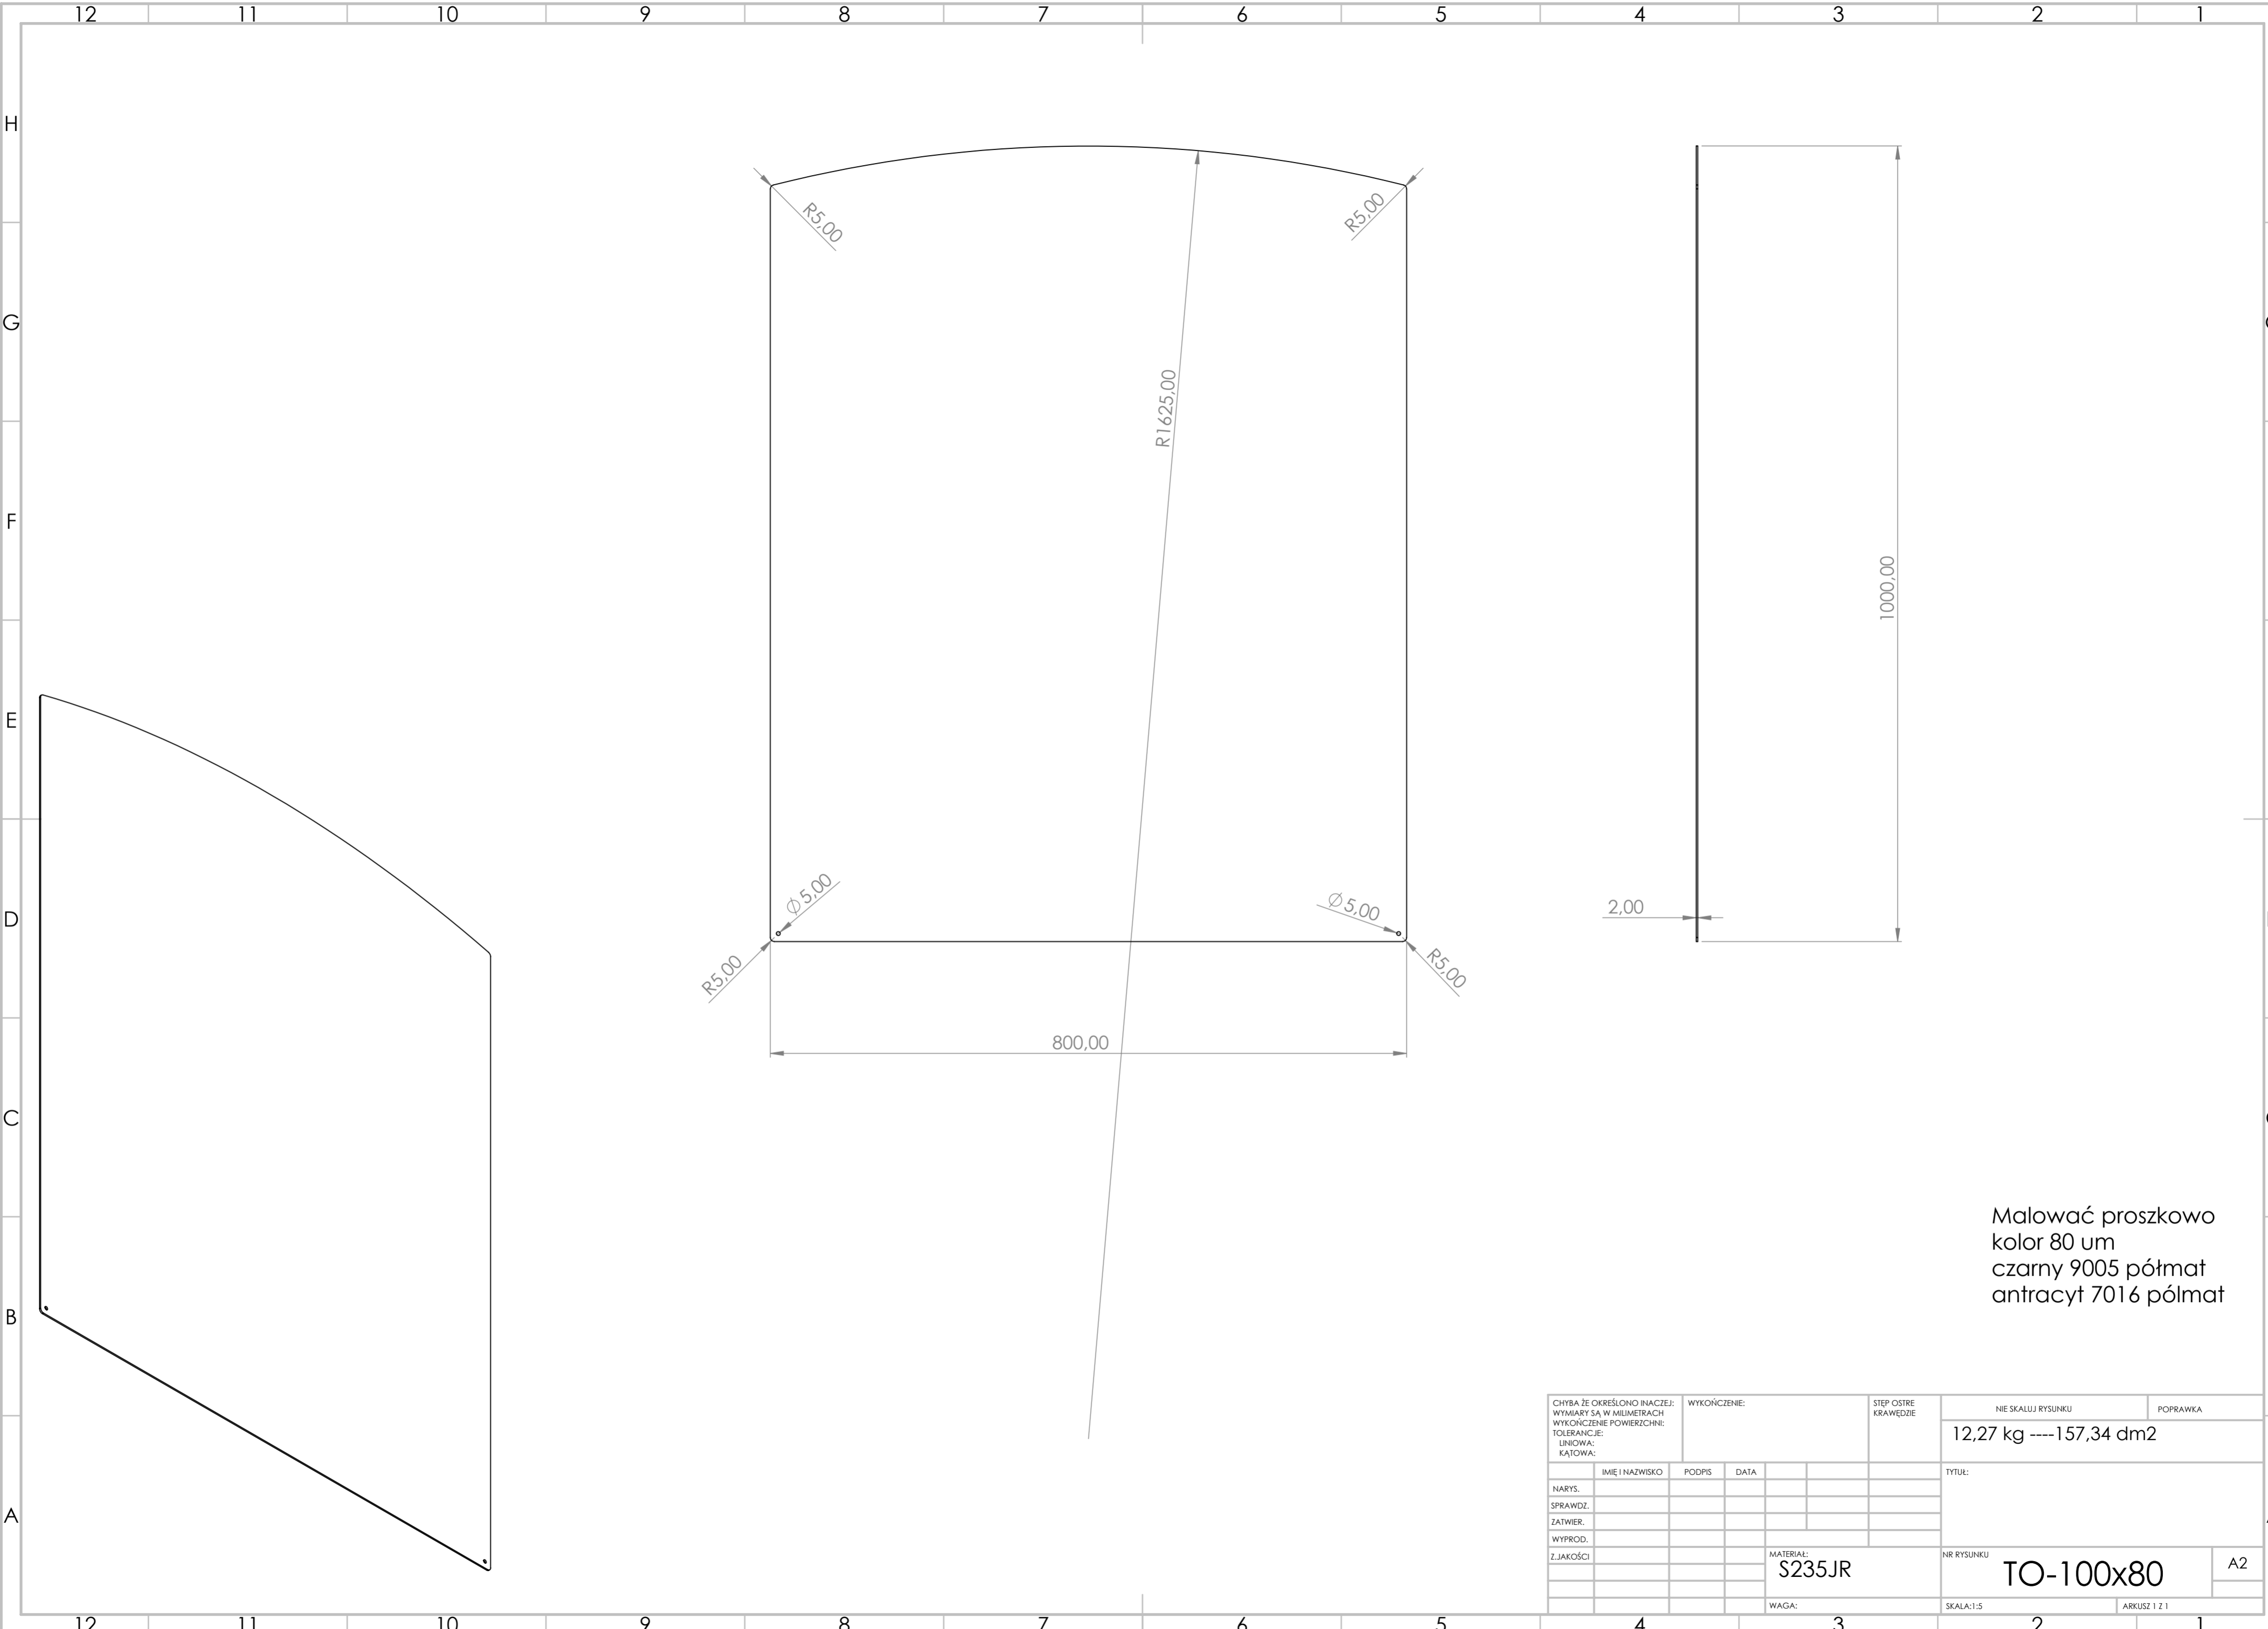 12 11 10 9 8 7 6 5 4 3 2 1
H
G
F
E
D
C
B
A
R5,00
R5,00
R1625,00
1000,00
∅ 5,00
∅ 5,00
2,00
R5,00
R5,00
800,00
Malować proszkowo
kolor 80 um
czarny 9005 półmat
antracyt 7016 pólmat
CHYBA ŻE OKREŚLONO INACZEJ:
WYMIARY SĄ W MILIMETRACH
WYKOŃCZENIE POWIERZCHNI:
TOLERANCJE:
LINIOWA:
KĄTOWA:
WYKOŃCZENIE:
STĘP OSTRE
KRAWĘDZIE
NIE SKALUJ RYSUNKU
POPRAWKA
12,27 kg ----157,34 dm2
IMIĘ I NAZWISKO
PODPIS
DATA
TYTUŁ:
NARYS.
SPRAWDZ.
ZATWIER.
WYPROD.
Z.JAKOŚCI
MATERIAŁ:
S235JR
NR RYSUNKU
TO-100x80
A2
WAGA:
SKALA:1:5
ARKUSZ 1 Z 1
12 11 10 9 8 7 6 5 4 3 2 1